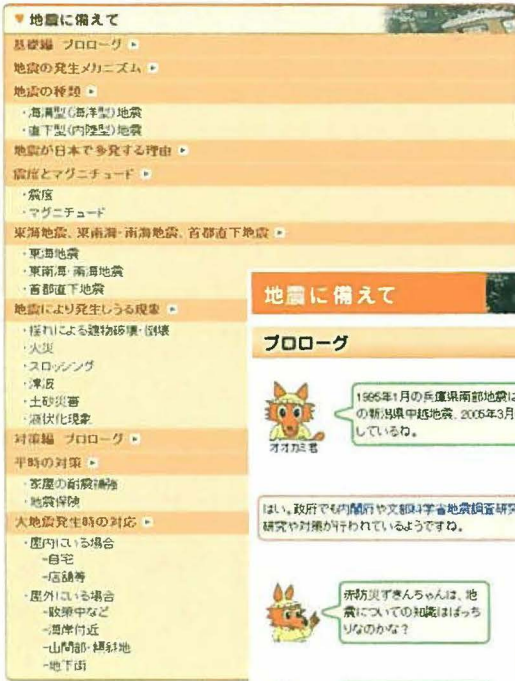 ▼ 地震に備えて
基礎編 プロローグ
地震の発生メカニズム
地震の種類
・海溝型(海洋型)地震
・直下型(内陸型)地震
地震が日本で多発する理由
震度とマグニチュード
・震度
・マグニチュード
東海地震、東南海・南海地震、首都直下地震
・東海地震
・東南海・南海地震
・首都直下地震
地震により発生しうる現象
・揺れによる建物破壊・倒壊
・火災
・スロッシング
・津波
・土砂災害
・液状化現象
対策編 プロローグ
平時の対策
・家屋の耐震補強
・地震保険
大地震発生時の対応
・屋内にいる場合
-自宅
-店舗等
・屋外にいる場合
-散策中など
-海岸付近
-山間部・傾斜地
-地下街
地震に備えて
プロローグ
1995年1月の兵庫県南部地震は
の新潟県中越地震、2005年3月
しているね。
オオカミ君
はい。政府でも内閣府や文部科学省地震調査研究
研究や対策が行われているようですね。
赤防災ずきんちゃんは、地
震についての知識はばっち
りなのかな？